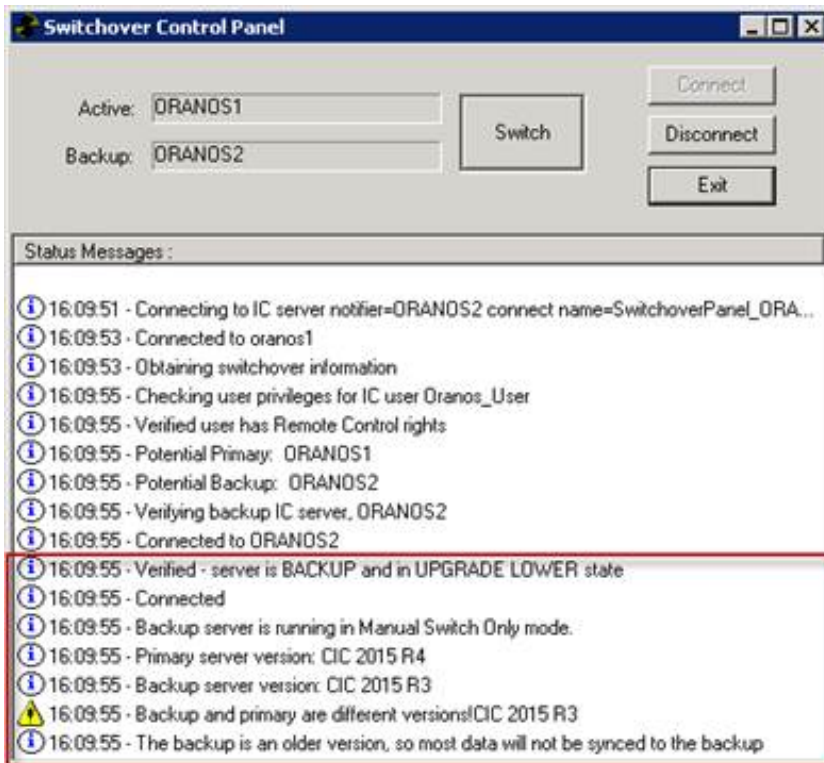 Switchover Control Panel
Connect
Active: ORANOS1
Switch
Disconnect
Backup: ORANOS2
Exit
Status Messages :
16:09:51 - Connecting to IC server notifier=ORANOS2 connect name=SwitchoverPanel_ORA...
16:09:53 - Connected to oranos1
16:09:53 - Obtaining switchover information
16:09:55 - Checking user privileges for IC user Oranos_User
16:09:55 - Verified user has Remote Control rights
16:09:55 - Potential Primary: ORANOS1
16:09:55 - Potential Backup: ORANOS2
16:09:55 - Verifying backup IC server, ORANOS2
16:09:55 - Connected to ORANOS2
16:09:55 - Verified - server is BACKUP and in UPGRADE LOWER state
16:09:55 - Connected
16:09:55 - Backup server is running in Manual Switch Only mode.
16:09:55 - Primary server version: CIC 2015 R4
16:09:55 - Backup server version: CIC 2015 R3
16:09:55 - Backup and primary are different versions!CIC 2015 R3
16:09:55 - The backup is an older version, so most data will not be synced to the backup